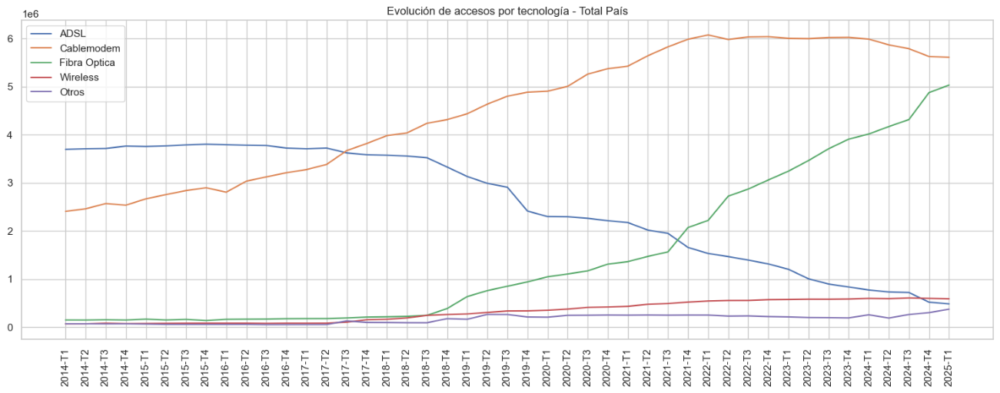 Evolución de accesos por tecnología - Total País
1e6
6
5
4
3
2
1
0
ADSL
Cablemodem
Fibra Optica
Wireless
Otros
2014-T1
2014-T2
2014-T3
2014-T4
2015-T1
2015-T2
2015-T3
2015-T4
2016-T1
2016-T2
2016-T3
2016-T4
2017-T1
2017-T2
2017-T3
2017-T4
2018-T1
2018-T2
2018-T3
2018-T4
2019-T1
2019-T2
2019-T3
2019-T4
2020-T1
2020-T2
2020-T3
2020-T4
2021-T1
2021-T2
2021-T3
2021-T4
2022-T1
2022-T2
2022-T3
2022-T4
2023-T1
2023-T2
2023-T3
2023-T4
2024-T1
2024-T2
2024-T3
2024-T4
2025-T1